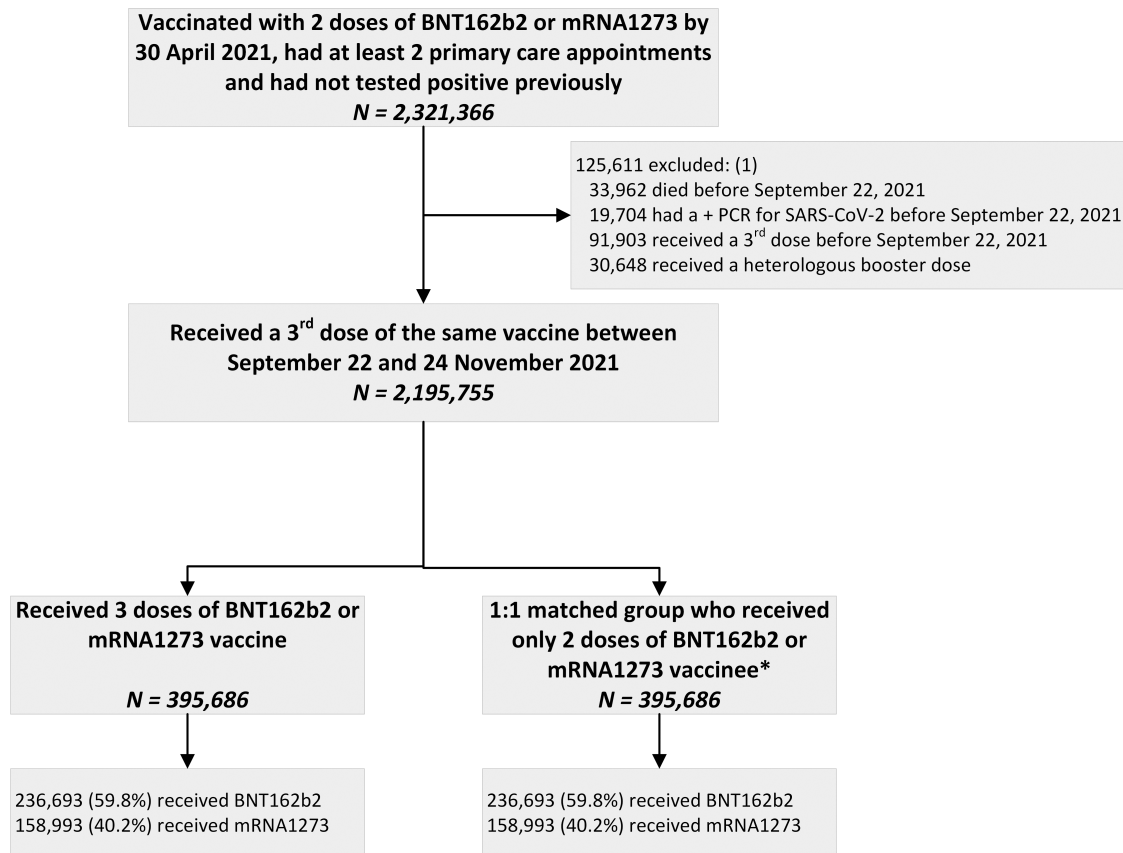 Vaccinated with 2 doses of BNT162b2 or mRNA1273 by
30 April 2021, had at least 2 primary care appointments
and had not tested positive previously
N = 2,321,366
125,611 excluded: (1)
33,962 died before September 22, 2021
19,704 had a + PCR for SARS-CoV-2 before September 22, 2021
91,903 received a 3rd dose before September 22, 2021
30,648 received a heterologous booster dose
Received a 3rd dose of the same vaccine between
September 22 and 24 November 2021
N = 2,195,755
Received 3 doses of BNT162b2 or
mRNA1273 vaccine
N = 395,686
1:1 matched group who received
only 2 doses of BNT162b2 or
mRNA1273 vaccinee*
N = 395,686
236,693 (59.8%) received BNT162b2
158,993 (40.2%) received mRNA1273
236,693 (59.8%) received BNT162b2
158,993 (40.2%) received mRNA1273